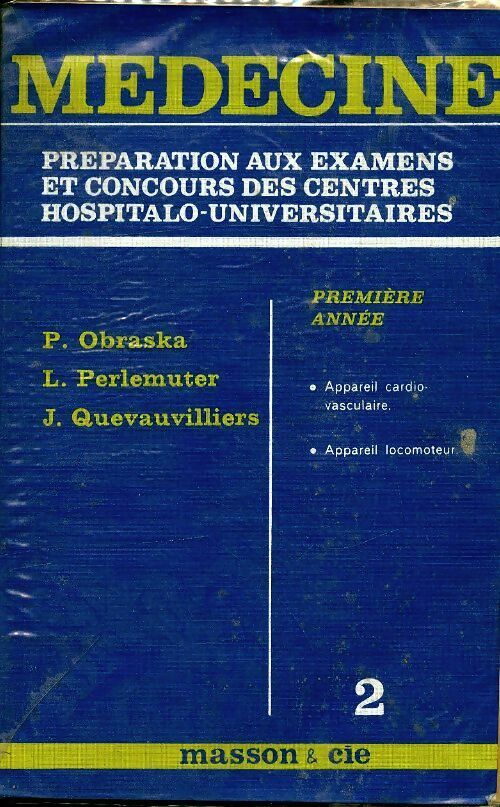 MEDECINE
PREPARATION AUX EXAMENS
ET CONCOURS DES CENTRES
HOSPITALO-UNIVERSITAIRES
P. Obraska
L. Perlemuter
J. Quevauvilliers
PREMIÈRE
ANNÉE
• Appareil cardio-
vasculaire.
• Appareil locomoteur
2
masson & cie